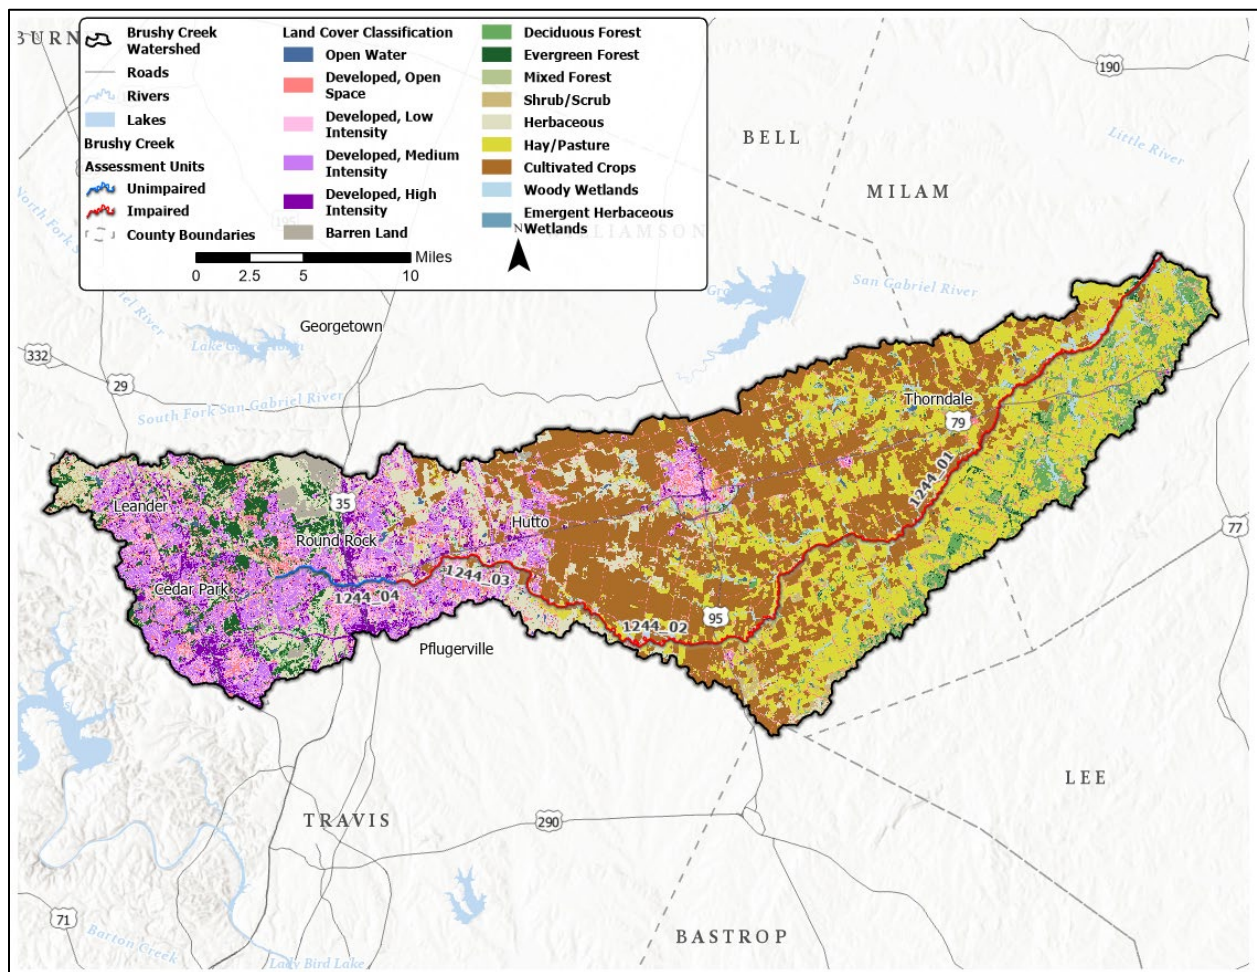 Brushy Creek
Watershed
Roads
Rivers
Lakes
Brushy Creek
Assessment Units
Unimpaired
Impaired
County Boundaries
Land Cover Classification
Open Water
Developed, Open
Space
Developed, Low
Intensity
Developed, Medium
Intensity
Developed, High
Intensity
Barren Land
Deciduous Forest
Evergreen Forest
Mixed Forest
Shrub/Scrub
Herbaceous
Hay/Pasture
Cultivated Crops
Woody Wetlands
Emergent Herbaceous
Wetlands
0 2.5 5 10 Miles
N
BURN
195
190
BELL
Little River
MILAM
North Fork S
San Gabriel River
Georgetown
332
29
South Fork San Gabriel River
Thorndale
79
1244_01
Leander
35
Round Rock
Hutto
77
Cedar Park
1244_04
1244_03
1244_02
95
Pflugerville
LEE
TRAVIS
290
71
Barton Creek
Lady Bird Lake
BASTROP